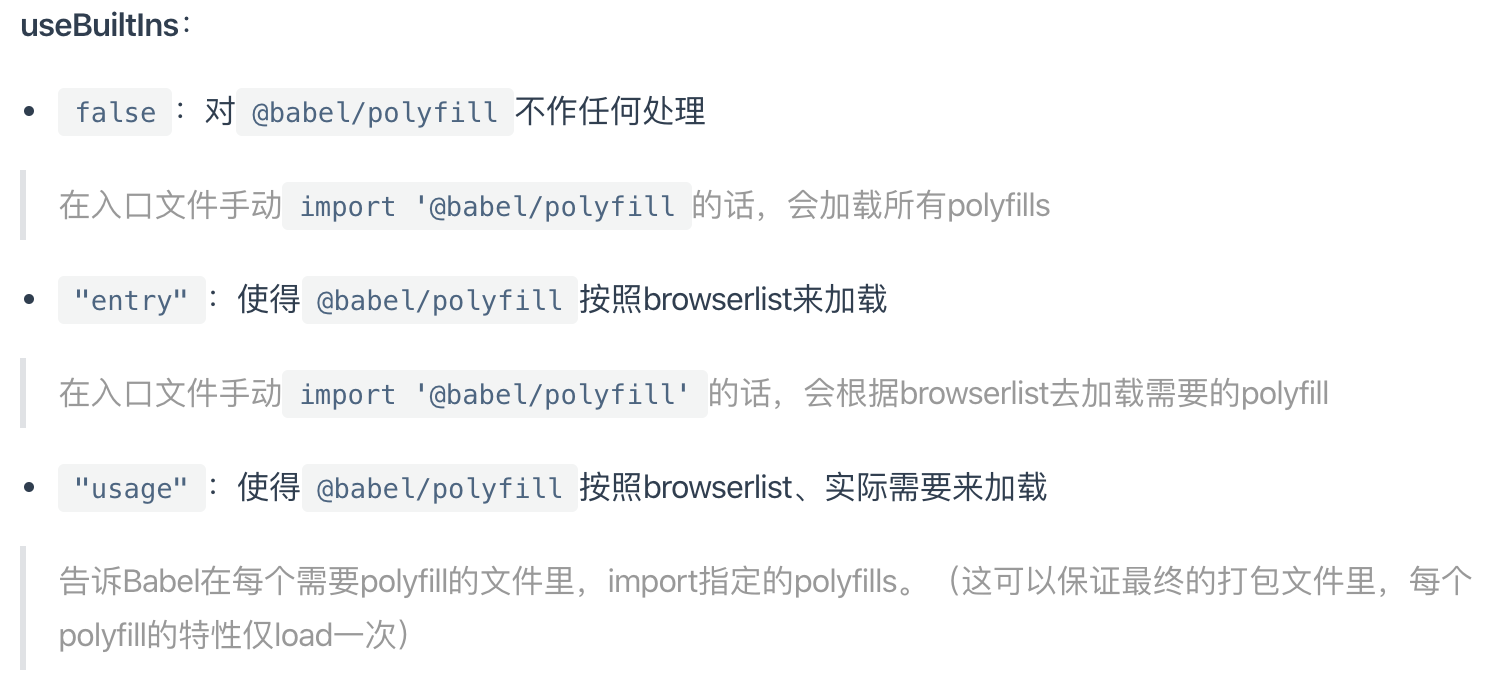 useBuiltIns：
• false ：对 @babel/polyfill 不作任何处理
在入口文件手动 import '@babel/polyfill 的话，会加载所有polyfills
• "entry" ：使得 @babel/polyfill 按照browserlist来加载
在入口文件手动 import '@babel/polyfill' 的话，会根据browserlist去加载需要的polyfill
• "usage" ：使得 @babel/polyfill 按照browserlist、实际需要来加载
告诉Babel在每个需要polyfill的文件里，import指定的polyfills。（这可以保证最终的打包文件里，每个
polyfill的特性仅load一次）